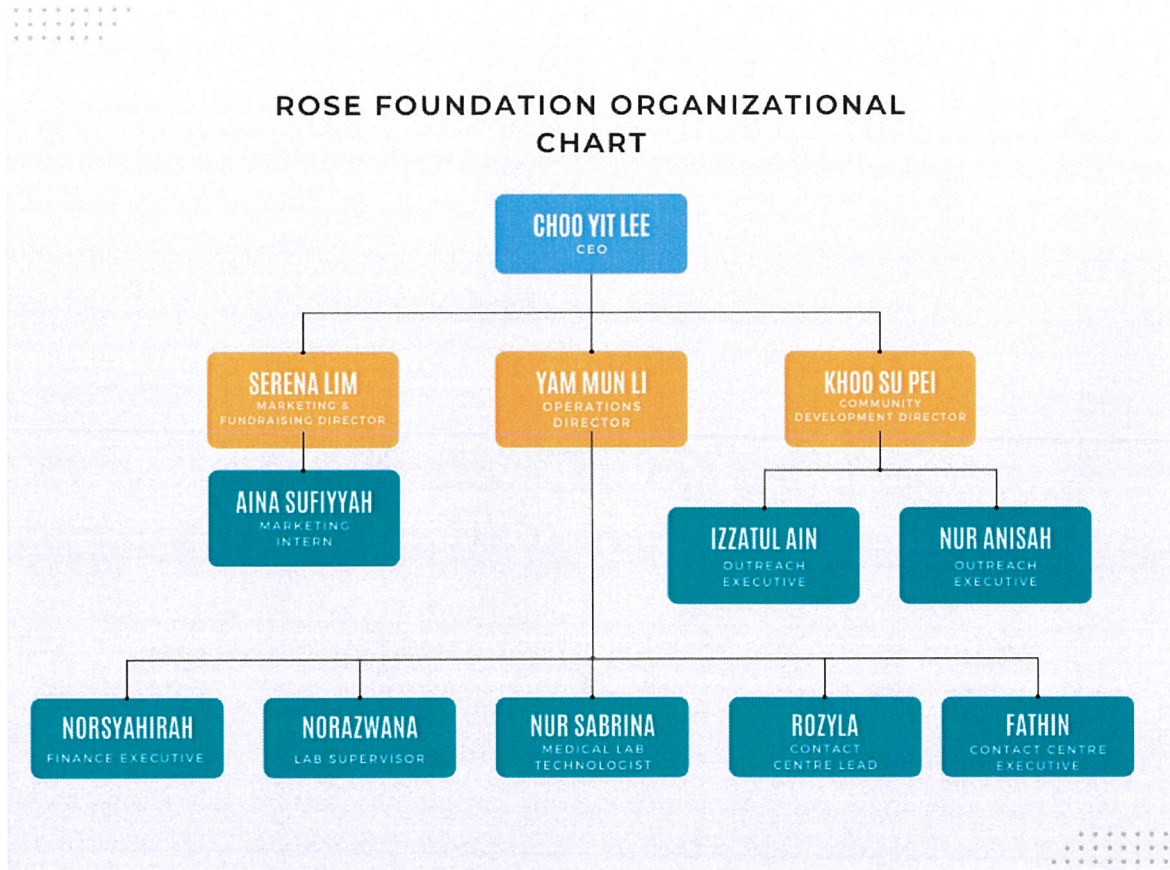 ROSE FOUNDATION ORGANIZATIONAL
CHART
CHOO YIT LEE
CEO
SERENA LIM
MARKETING &
FUNDRAISING DIRECTOR
YAM MUN LI
OPERATIONS
DIRECTOR
KHOO SU PEI
COMMUNITY
DEVELOPMENT DIRECTOR
AINA SUFIYYAH
MARKETING
INTERN
IZZATUL AIN
OUTREACH
EXECUTIVE
NUR ANISAH
OUTREACH
EXECUTIVE
NORSYAHIRAH
FINANCE EXECUTIVE
NORAZWANA
LAB SUPERVISOR
NUR SABRINA
MEDICAL LAB
TECHNOLOGIST
ROZYLA
CONTACT
CENTRE LEAD
FATHIN
CONTACT CENTRE
EXECUTIVE